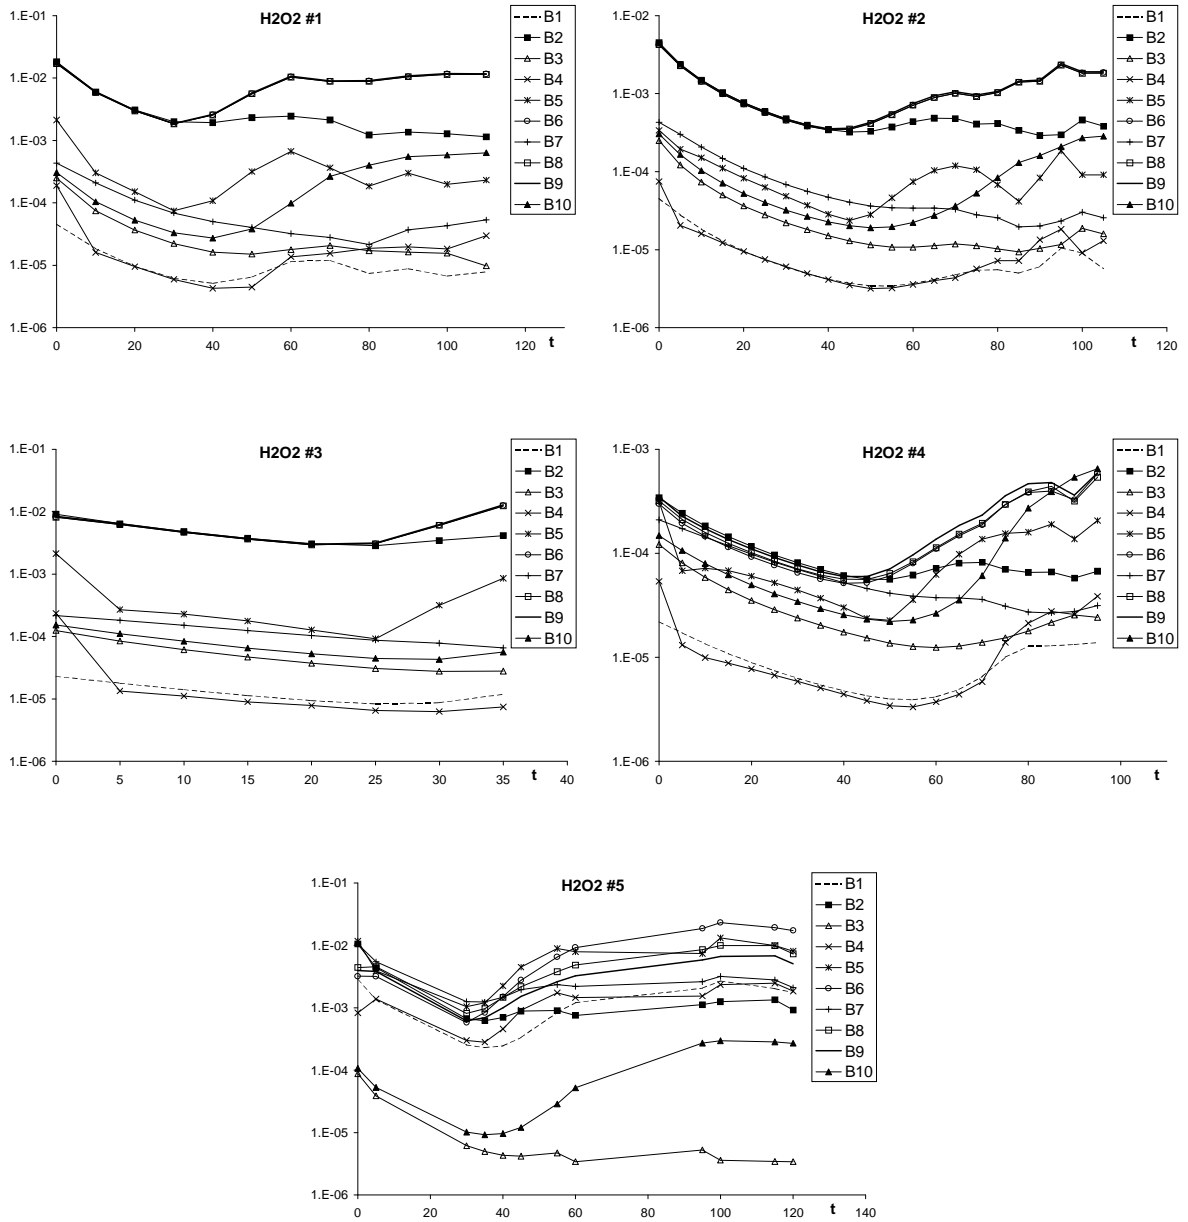 H2O2 #1
1.E-01
1.E-02
1.E-03
1.E-04
1.E-05
1.E-06
0 20 40 60 80 100 120 t
B1
B2
B3
B4
B5
B6
B7
B8
B9
B10
H2O2 #2
1.E-02
1.E-03
1.E-04
1.E-05
1.E-06
0 20 40 60 80 100 120
t
B1
B2
B3
B4
B5
B6
B7
B8
B9
B10
H2O2 #3
1.E-01
1.E-02
1.E-03
1.E-04
1.E-05
1.E-06
0 5 10 15 20 25 30 35 40
t
B1
B2
B3
B4
B5
B6
B7
B8
B9
B10
H2O2 #4
1.E-03
1.E-04
1.E-05
1.E-06
0 20 40 60 80 100 t
B1
B2
B3
B4
B5
B6
B7
B8
B9
B10
H2O2 #5
1.E-01
1.E-02
1.E-03
1.E-04
1.E-05
1.E-06
0 20 40 60 80 100 120 140
t
B1
B2
B3
B4
B5
B6
B7
B8
B9
B10